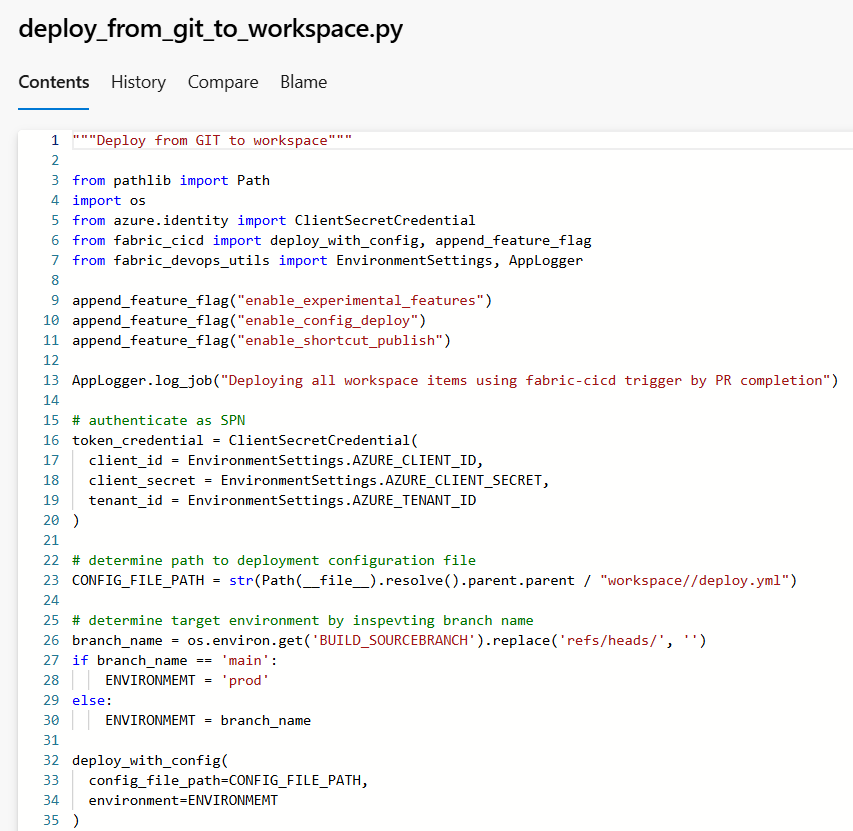 deploy_from_git_to_workspace.py
Contents History Compare Blame
1 """Deploy from GIT to workspace"""
2
3 from pathlib import Path
4 import os
5 from azure.identity import ClientSecretCredential
6 from fabric_cicd import deploy_with_config, append_feature_flag
7 from fabric_devops_utils import EnvironmentSettings, AppLogger
8
9 append_feature_flag("enable_experimental_features")
10 append_feature_flag("enable_config_deploy")
11 append_feature_flag("enable_shortcut_publish")
12
13 AppLogger.log_job("Deploying all workspace items using fabric-cicd trigger by PR completion")
14
15 # authenticate as SPN
16 token_credential = ClientSecretCredential(
17   client_id = EnvironmentSettings.AZURE_CLIENT_ID,
18   client_secret = EnvironmentSettings.AZURE_CLIENT_SECRET,
19   tenant_id = EnvironmentSettings.AZURE_TENANT_ID
20 )
21
22 # determine path to deployment configuration file
23 CONFIG_FILE_PATH = str(Path(__file__).resolve().parent.parent / "workspace//deploy.yml")
24
25 # determine target environment by inspevting branch name
26 branch_name = os.environ.get('BUILD_SOURCEBRANCH').replace('refs/heads/', '')
27 if branch_name == 'main':
28     ENVIRONMEMT = 'prod'
29 else:
30     ENVIRONMEMT = branch_name
31
32 deploy_with_config(
33   config_file_path=CONFIG_FILE_PATH,
34   environment=ENVIRONMEMT
35 )